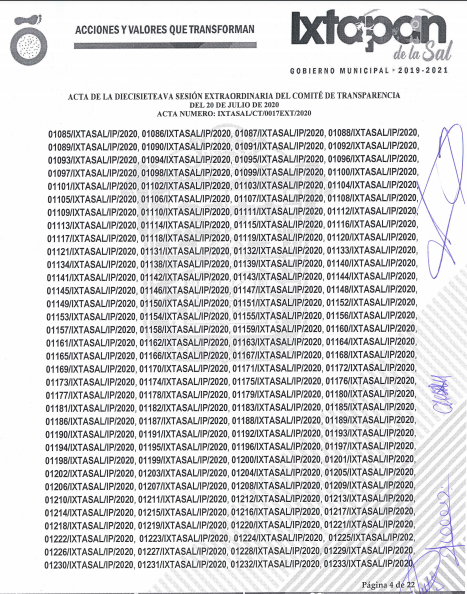 ACCIONES Y VALORES QUE TRANSFORMAN
Ixtapan
de la Sal
GOBIERNO MUNICIPAL - 2019-2021
ACTA DE LA DIECISIETEAVA SESIÓN EXTRAORDINARIA DEL COMITÉ DE TRANSPARENCIA
DEL 20 DE JULIO DE 2020
ACTA NUMERO: IXTASAL/CT/0017EXT/2020
01085/IXTASAL/IP/2020, 01086/IXTASAL/IP/2020, 01087/IXTASAL/IP/2020, 01088/IXTASAL/IP/2020,
01089/IXTASAL/IP/2020, 01090/IXTASAL/IP/2020, 01091/IXTASAL/IP/2020, 01092/IXTASAL/IP/2020,
01093/IXTASAL/IP/2020, 01094/IXTASAL/IP/2020, 01095/IXTASAL/IP/2020, 01096/IXTASAL/IP/2020,
01097/IXTASAL/IP/2020, 01098/IXTASAL/IP/2020, 01099/IXTASAL/IP/2020, 01100/IXTASAL/IP/2020,
01101/IXTASAL/IP/2020, 01102/IXTASAL/IP/2020, 01103/IXTASAL/IP/2020, 01104/IXTASAL/IP/2020,
01105/IXTASAL/IP/2020, 01106/IXTASAL/IP/2020, 01107/IXTASAL/IP/2020, 01108/IXTASAL/IP/2020,
01109/IXTASAL/IP/2020, 01110/IXTASAL/IP/2020, 01111/IXTASAL/IP/2020, 01112/IXTASAL/IP/2020,
01113/IXTASAL/IP/2020, 01114/IXTASAL/IP/2020, 01115/IXTASAL/IP/2020, 01116/IXTASAL/IP/2020,
01117/IXTASAL/IP/2020, 01118/IXTASAL/IP/2020, 01119/IXTASAL/IP/2020, 01120/IXTASAL/IP/2020,
01121/IXTASAL/IP/2020, 01131/IXTASAL/IP/2020, 01132/IXTASAL/IP/2020, 01133/IXTASAL/IP/2020,
01134/IXTASAL/IP/2020, 01138/IXTASAL/IP/2020, 01139/IXTASAL/IP/2020, 01140/IXTASAL/IP/2020,
01141/IXTASAL/IP/2020, 01142/IXTASAL/IP/2020, 01143/IXTASAL/IP/2020, 01144/IXTASAL/IP/2020,
01145/IXTASAL/IP/2020, 01146/IXTASAL/IP/2020, 01147/IXTASAL/IP/2020, 01148/IXTASAL/IP/2020,
01149/IXTASAL/IP/2020, 01150/IXTASAL/IP/2020, 01151/IXTASAL/IP/2020, 01152/IXTASAL/IP/2020,
01153/IXTASAL/IP/2020, 01154/IXTASAL/IP/2020, 01155/IXTASAL/IP/2020, 01156/IXTASAL/IP/2020,
01157/IXTASAL/IP/2020, 01158/IXTASAL/IP/2020, 01159/IXTASAL/IP/2020, 01160/IXTASAL/IP/2020,
01161/IXTASAL/IP/2020, 01162/IXTASAL/IP/2020, 01163/IXTASAL/IP/2020, 01164/IXTASAL/IP/2020,
01165/IXTASAL/IP/2020, 01166/IXTASAL/IP/2020, 01167/IXTASAL/IP/2020, 01168/IXTASAL/IP/2020,
01169/IXTASAL/IP/2020, 01170/IXTASAL/IP/2020, 01171/IXTASAL/IP/2020, 01172/IXTASAL/IP/2020,
01173/IXTASAL/IP/2020, 01174/IXTASAL/IP/2020, 01175/IXTASAL/IP/2020, 01176/IXTASAL/IP/2020,
01177/IXTASAL/IP/2020, 01178/IXTASAL/IP/2020, 01179/IXTASAL/IP/2020, 01180/IXTASAL/IP/2020,
01181/IXTASAL/IP/2020, 01182/IXTASAL/IP/2020, 01183/IXTASAL/IP/2020, 01185/IXTASAL/IP/2020,
01186/IXTASAL/IP/2020, 01187/IXTASAL/IP/2020, 01188/IXTASAL/IP/2020, 01189/IXTASAL/IP/2020,
01190/IXTASAL/IP/2020, 01191/IXTASAL/IP/2020, 01192/IXTASAL/IP/2020, 01193/IXTASAL/IP/2020,
01194/IXTASAL/IP/2020, 01195/IXTASAL/IP/2020, 01196/IXTASAL/IP/2020, 01197/IXTASAL/IP/2020,
01198/IXTASAL/IP/2020, 01199/IXTASAL/IP/2020, 01200/IXTASAL/IP/2020, 01201/IXTASAL/IP/2020,
01202/IXTASAL/IP/2020, 01203/IXTASAL/IP/2020, 01204/IXTASAL/IP/2020, 01205/IXTASAL/IP/2020,
01206/IXTASAL/IP/2020, 01207/IXTASAL/IP/2020, 01208/IXTASAL/IP/2020, 01209/IXTASAL/IP/2020,
01210/IXTASAL/IP/2020, 01211/IXTASAL/IP/2020, 01212/IXTASAL/IP/2020, 01213/IXTASAL/IP/2020,
01214/IXTASAL/IP/2020, 01215/IXTASAL/IP/2020, 01216/IXTASAL/IP/2020, 01217/IXTASAL/IP/2020,
01218/IXTASAL/IP/2020, 01219/IXTASAL/IP/2020, 01220/IXTASAL/IP/2020, 01221/IXTASAL/IP/2020,
01222/IXTASAL/IP/2020, 01223/IXTASAL/IP/2020, 01224/IXTASAL/IP/2020, 01225/IXTASAL/IP/202,
01226/IXTASAL/IP/2020, 01227/IXTASAL/IP/2020, 01228/IXTASAL/IP/2020, 01229/IXTASAL/IP/2020,
01230/IXTASAL/IP/2020, 01231/IXTASAL/IP/2020, 01232/IXTASAL/IP/2020, 01233/IXTASAL/IP/2020,
Página 4 de 22